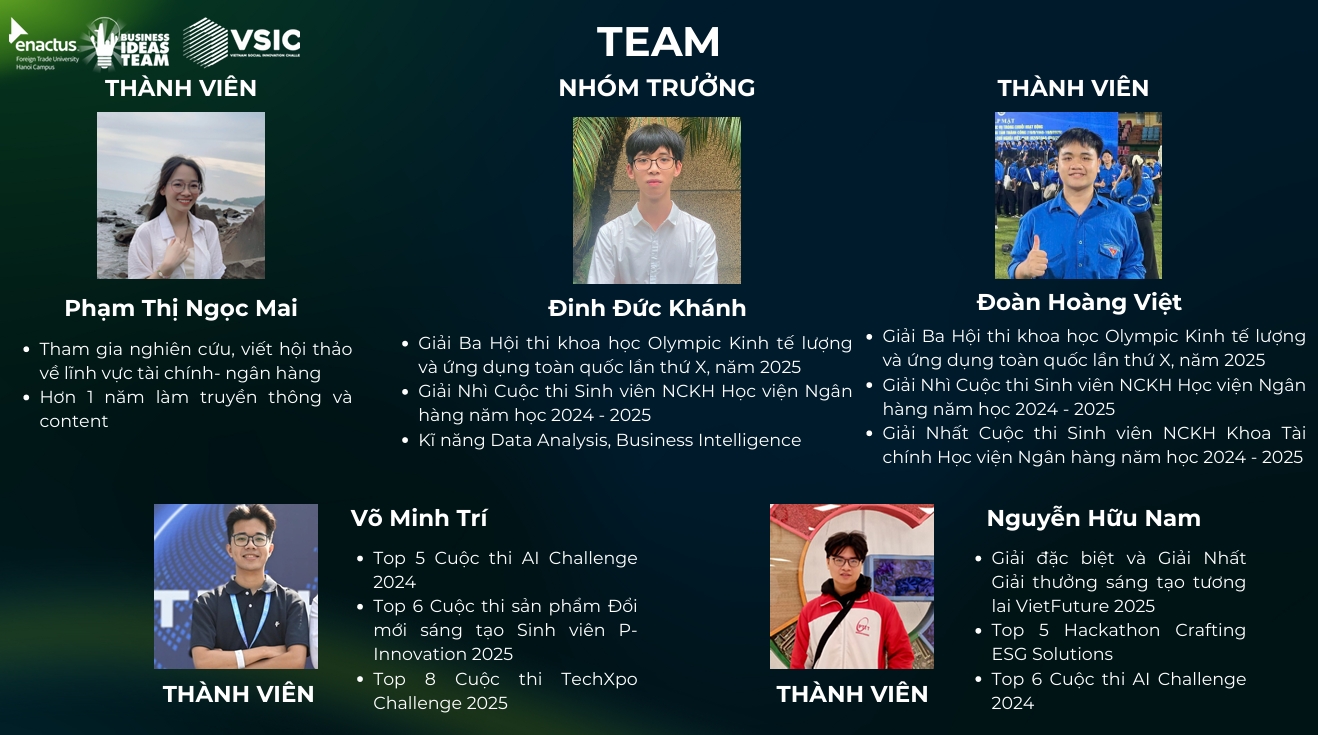 enactus
Foreign Trade University
Hanoi Campus
BUSINESS
IDEAS
TEAM
VSIC
VIETNAM SOCIAL INNOVATION CHALLE
TEAM
THÀNH VIÊN
Phạm Thị Ngọc Mai
• Tham gia nghiên cứu, viết hội thảo
về lĩnh vực tài chính- ngân hàng
• Hơn 1 năm làm truyền thông và
content
NHÓM TRƯỞNG
Đinh Đức Khánh
• Giải Ba Hội thi khoa học Olympic Kinh tế lượng
và ứng dụng toàn quốc lần thứ X, năm 2025
• Giải Nhì Cuộc thi Sinh viên NCKH Học viện Ngân
hàng năm học 2024 - 2025
• Kĩ năng Data Analysis, Business Intelligence
THÀNH VIÊN
Đoàn Hoàng Việt
• Giải Ba Hội thi khoa học Olympic Kinh tế lượng
và ứng dụng toàn quốc lần thứ X, năm 2025
• Giải Nhì Cuộc thi Sinh viên NCKH Học viện Ngân
hàng năm học 2024 - 2025
• Giải Nhất Cuộc thi Sinh viên NCKH Khoa Tài
chính Học viện Ngân hàng năm học 2024 - 2025
THÀNH VIÊN
Võ Minh Trí
• Top 5 Cuộc thi AI Challenge
2024
• Top 6 Cuộc thi sản phẩm Đổi
mới sáng tạo Sinh viên P-
Innovation 2025
• Top 8 Cuộc thi TechXpo
Challenge 2025
THÀNH VIÊN
Nguyễn Hữu Nam
• Giải đặc biệt và Giải Nhất
Giải thưởng sáng tạo tương
lai VietFuture 2025
• Top 5 Hackathon Crafting
ESG Solutions
• Top 6 Cuộc thi AI Challenge
2024